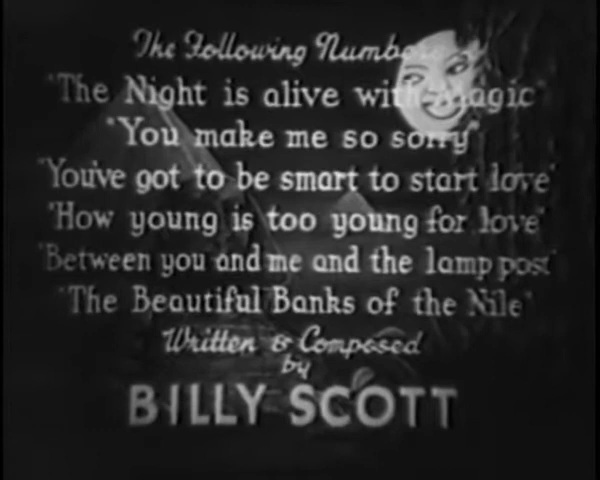 The Following Numbers
"The Night is alive with Magic"
"You make me so sorry"
"You've got to be smart to start love"
"How young is too young for love"
"Between you and me and the lamp post"
"The Beautiful Banks of the Nile"
Written & Composed
by
BILLY SCOTT